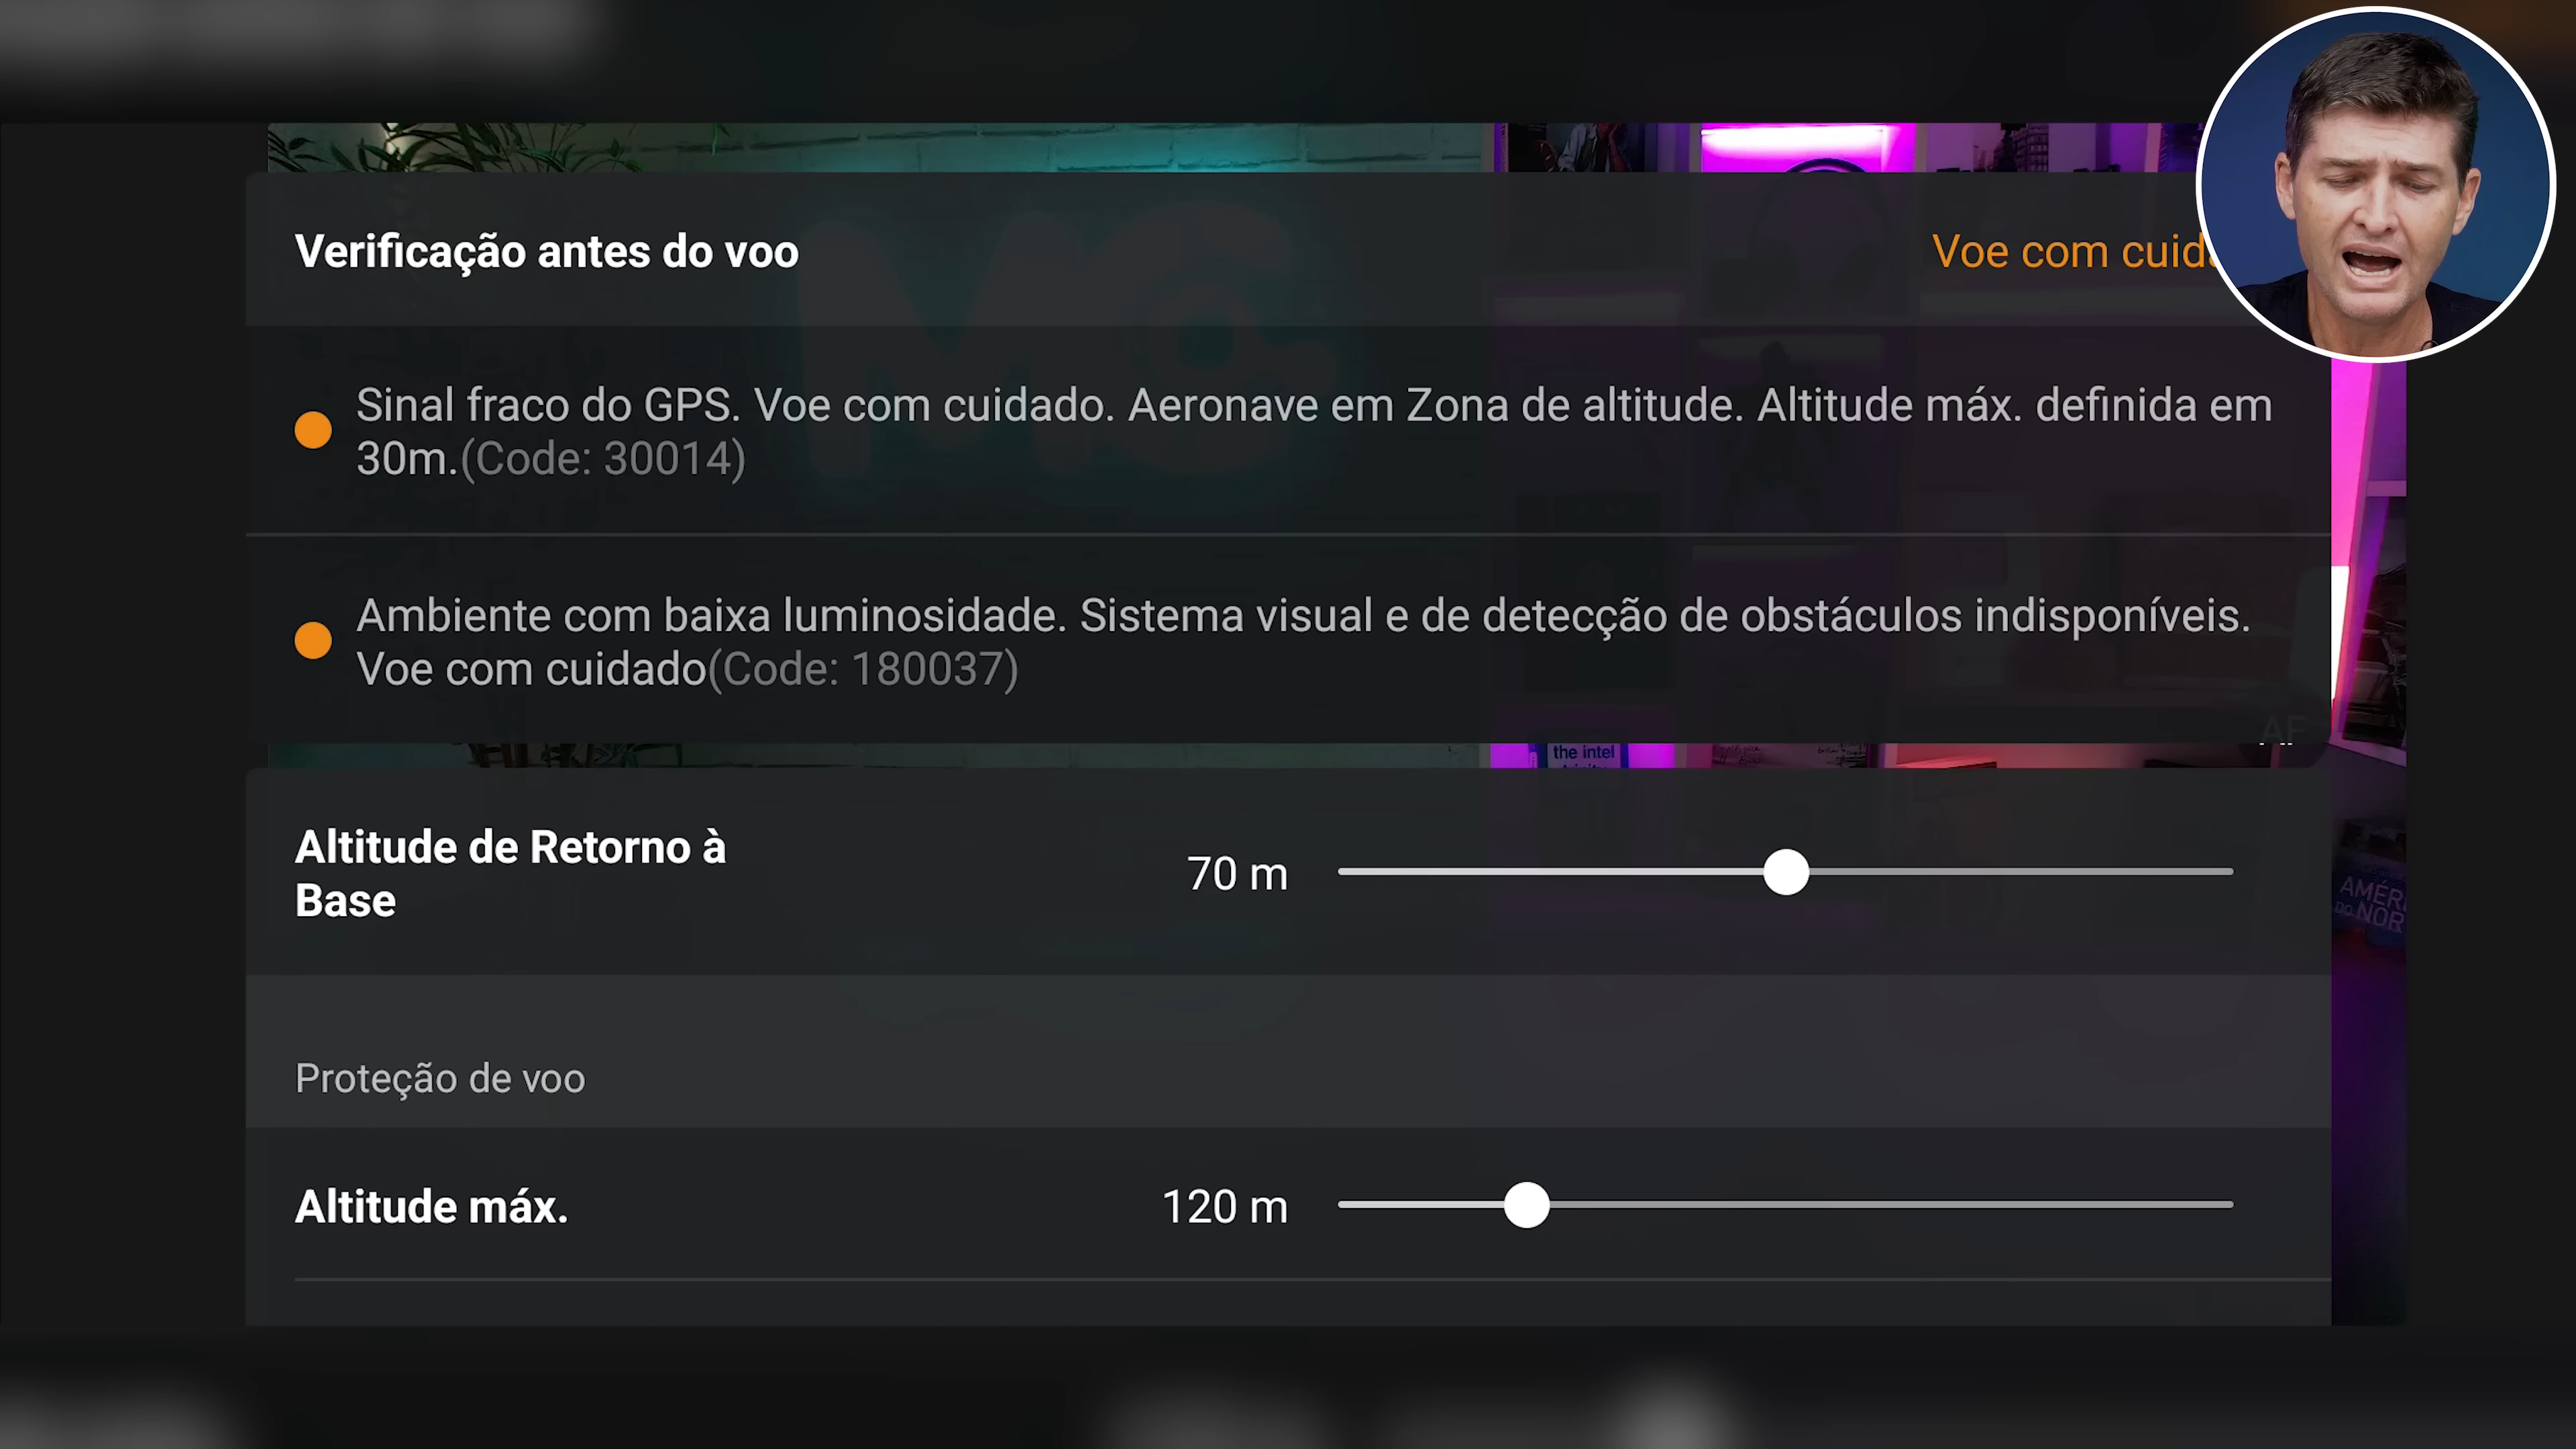 Verificação antes do voo
Voe com
Sinal fraco do GPS. Voe com cuidado. Aeronave em Zona de altitude. Altitude máx. definida em
30m.(Code: 30014)
Ambiente com baixa luminosidade. Sistema visual e de detecção de obstáculos indisponíveis.
Voe com cuidado(Code: 180037)
AF
the intel
Altitude de Retorno à
Base
70 m
Proteção de voo
Altitude máx.
120 m